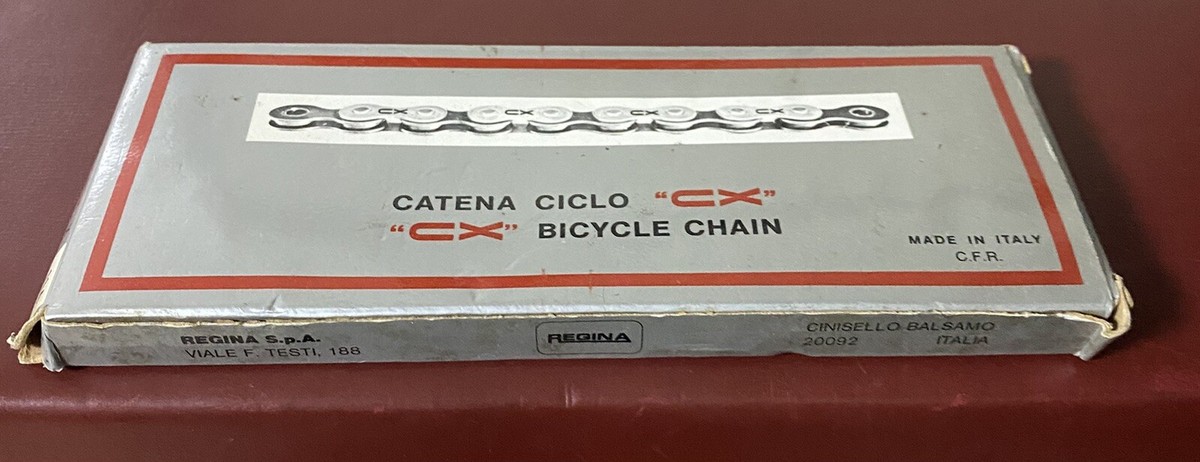 CX CX CX CX
CATENA CICLO "CX"
"CX" BICYCLE CHAIN
MADE IN ITALY
C.F.R.
REGINA S.p.A.
VIALE F. TESTI, 188
REGINA
CINISELLO BALSAMO
20092 ITALIA